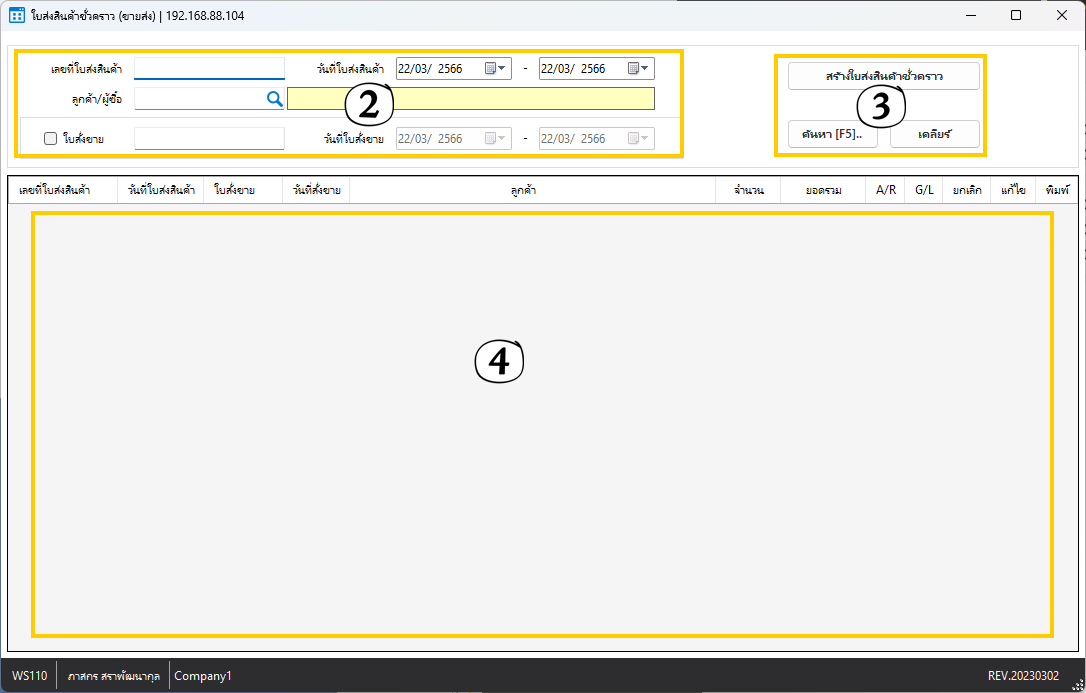 ใบส่งสินค้าชั่วคราว (ขายส่ง) | 192.168.88.104
เลขที่ใบส่งสินค้า วันที่ใบส่งสินค้า 22/03/ 2566 - 22/03/ 2566
สร้างใบส่งสินค้าชั่วคราว
ลูกค้า/ผู้ซื้อ 2
3
ใบสั่งขาย วันที่ใบสั่งขาย 22/03/ 2566 - 22/03/ 2566
ค้นหา [F5].. เคลียร์
เลขที่ใบส่งสินค้า วันที่ใบส่งสินค้า ใบสั่งขาย วันที่สั่งขาย ลูกค้า จำนวน ยอดรวม A/R G/L ยกเลิก แก้ไข พิมพ์
4
WS110 ภาสกร สราพัฒนากุล Company1 REV.20230302